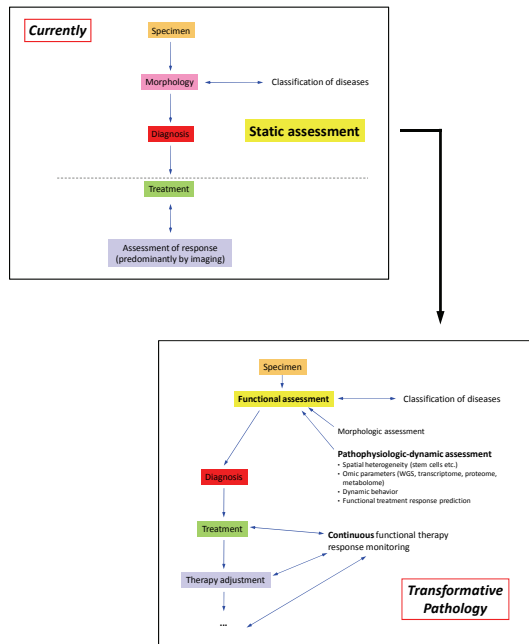 Currently
Specimen
Morphology
Classification of diseases
Diagnosis
Static assessment
Treatment
Assessment of response
(predominantly by imaging)
Specimen
Functional assessment
Classification of diseases
Morphologic assessment
Pathophysiologic-dynamic assessment
• Spatial heterogeneity (stem cells etc.)
• Omic parameters (WGS, transcriptome, proteome,
metabolome)
• Dynamic behavior
• Functional treatment response prediction
Diagnosis
Treatment
Continuous functional therapy
response monitoring
Therapy adjustment
...
Transformative
Pathology